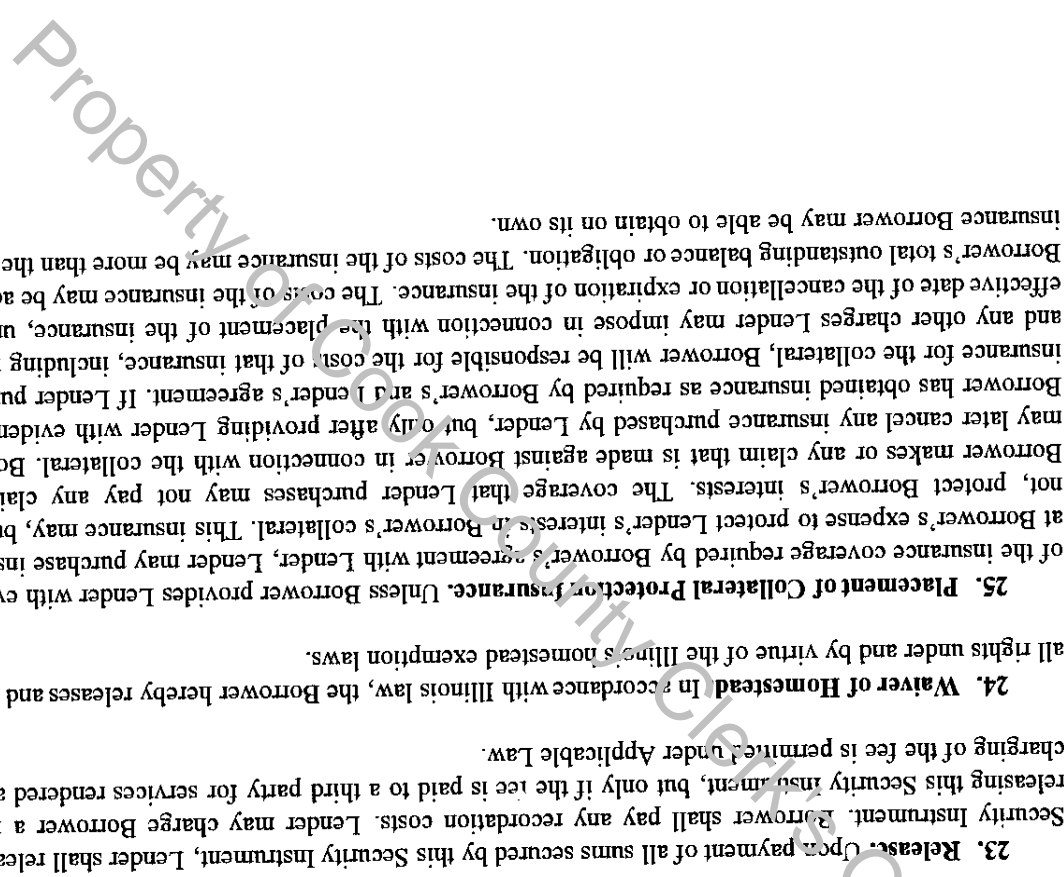 23. Release. Upon payment of all sums secured by this Security Instrument, Lender shall relea
Security Instrument. Borrower shall pay any recordation costs. Lender may charge Borrower a
releasing this Security Instrument, but only if the fee is paid to a third party for services rendered a
charging of the fee is permitted under Applicable Law.
24. Waiver of Homestead. In accordance with Illinois law, the Borrower hereby releases and
all rights under and by virtue of the Illinois homestead exemption laws.
25. Placement of Collateral Protection Insurance. Unless Borrower provides Lender with ev
of the insurance coverage required by Borrower's agreement with Lender, Lender may purchase ins
at Borrower's expense to protect Lender's interests in Borrower's collateral. This insurance may, bu
not, protect Borrower's interests. The coverage that Lender purchases may not pay any clai
Borrower makes or any claim that is made against Borrower in connection with the collateral. Bo
may later cancel any insurance purchased by Lender, but only after providing Lender with eviden
Borrower has obtained insurance as required by Borrower's and Lender's agreement. If Lender pu
insurance for the collateral, Borrower will be responsible for the costs of that insurance, including
and any other charges Lender may impose in connection with the placement of the insurance, un
effective date of the cancellation or expiration of the insurance. The costs of the insurance may be a
Borrower's total outstanding balance or obligation. The costs of the insurance may be more than the
insurance Borrower may be able to obtain on its own.
Property of Cook County Clerk's O